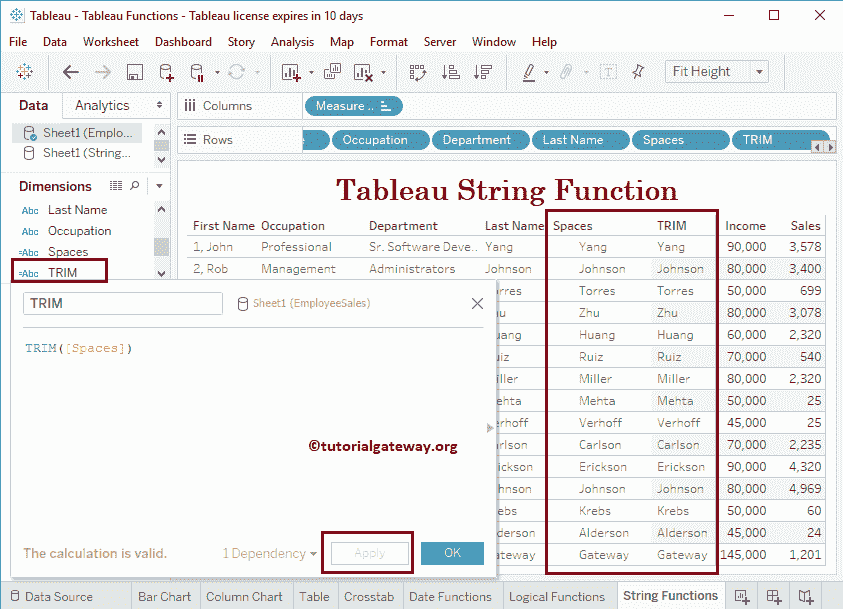 Tableau - Tableau Functions - Tableau license expires in 10 days
File Data Worksheet Dashboard Story Analysis Map Format Server Window Help
Fit Height
Data Analytics
Columns Measure ..
Sheet1 (Emplo...
Rows Occupation Department Last Name Spaces TRIM
Sheet1 (String...
Dimensions
Tableau String Function
Abc Last Name
Abc Occupation
=Abc Spaces
=Abc TRIM
First Name Occupation Department Last Name Spaces TRIM Income Sales
1, John Professional Sr. Software Deve.. Yang Yang Yang 90,000 3,578
2, Rob Management Administrators Johnson Johnson Johnson 80,000 3,400
rres Torres Torres 50,000 699
hu Zhu Zhu 80,000 3,078
uang Huang Huang 60,000 2,320
uiz Ruiz Ruiz 70,000 540
iller Miller Miller 80,000 2,320
ehta Mehta Mehta 50,000 25
erhoff Verhoff Verhoff 45,000 25
arlson Carlson Carlson 70,000 2,235
rickson Erickson Erickson 90,000 4,320
hnson Johnson Johnson 80,000 4,969
ebs Krebs Krebs 50,000 60
derson Alderson Alderson 45,000 24
ateway Gateway Gateway 145,000 1,201
TRIM Sheet1 (EmployeeSales)
TRIM([Spaces])
©tutorialgateway.org
The calculation is valid. 1 Dependency Apply OK
Data Source Bar Chart Column Chart Table Crosstab Date Functions Logical Functions String Functions